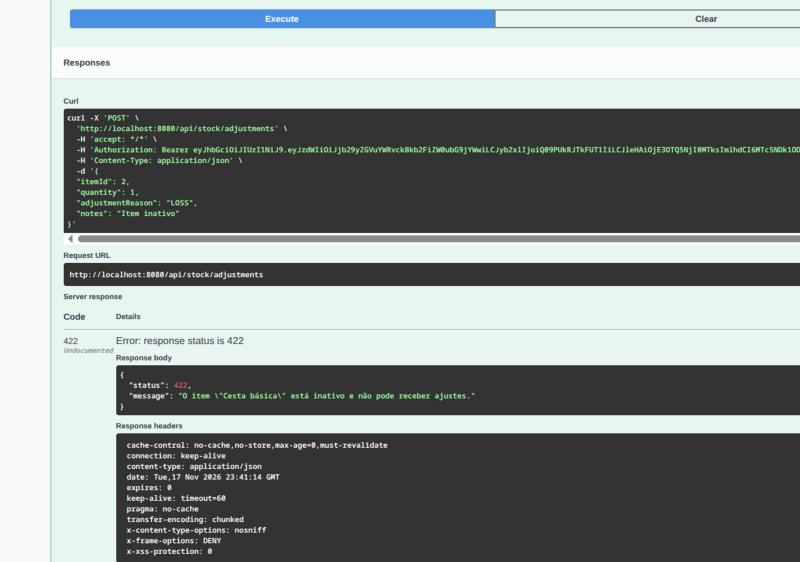 Execute
Clear
Responses
Curl
curl -X 'POST' \
'http://localhost:8080/api/stock/adjustments' \
-H 'accept: */*' \
-H 'Authorization: Bearer
-H 'Content-Type: application/json' \
-d '{
"itemId": 2,
"quantity": 1,
"adjustmentReason": "LOSS",
"notes": "Item inativo"
}'
Request URL
http://localhost:8080/api/stock/adjustments
Server response
Code
Details
422
Undocumented
Error: response status is 422
Response body
{
"status": 422,
"message": "O item \"Cesta básica\" está inativo e não pode receber ajustes."
}
Response headers
cache-control: no-cache,no-store,max-age=0,must-revalidate
connection: keep-alive
content-type: application/json
date: Tue,17 Nov 2026 23:41:14 GMT
expires: 0
keep-alive: timeout=60
pragma: no-cache
transfer-encoding: chunked
x-content-type-options: nosniff
x-frame-options: DENY
x-xss-protection: 0